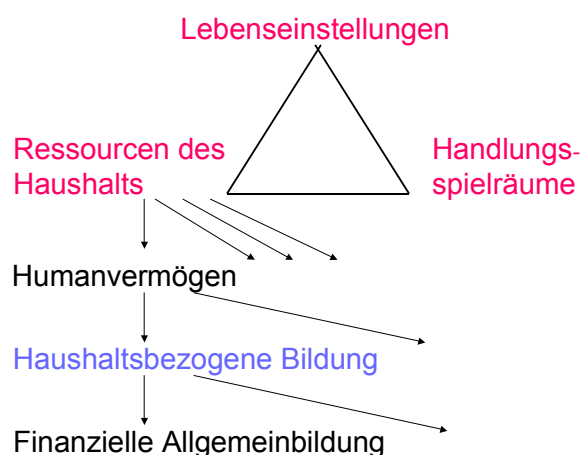 Lebenseinstellungen
Ressourcen des
Haushalts
Handlungs-
spielräume
Humanvermögen
Haushaltsbezogene Bildung
Finanzielle Allgemeinbildung